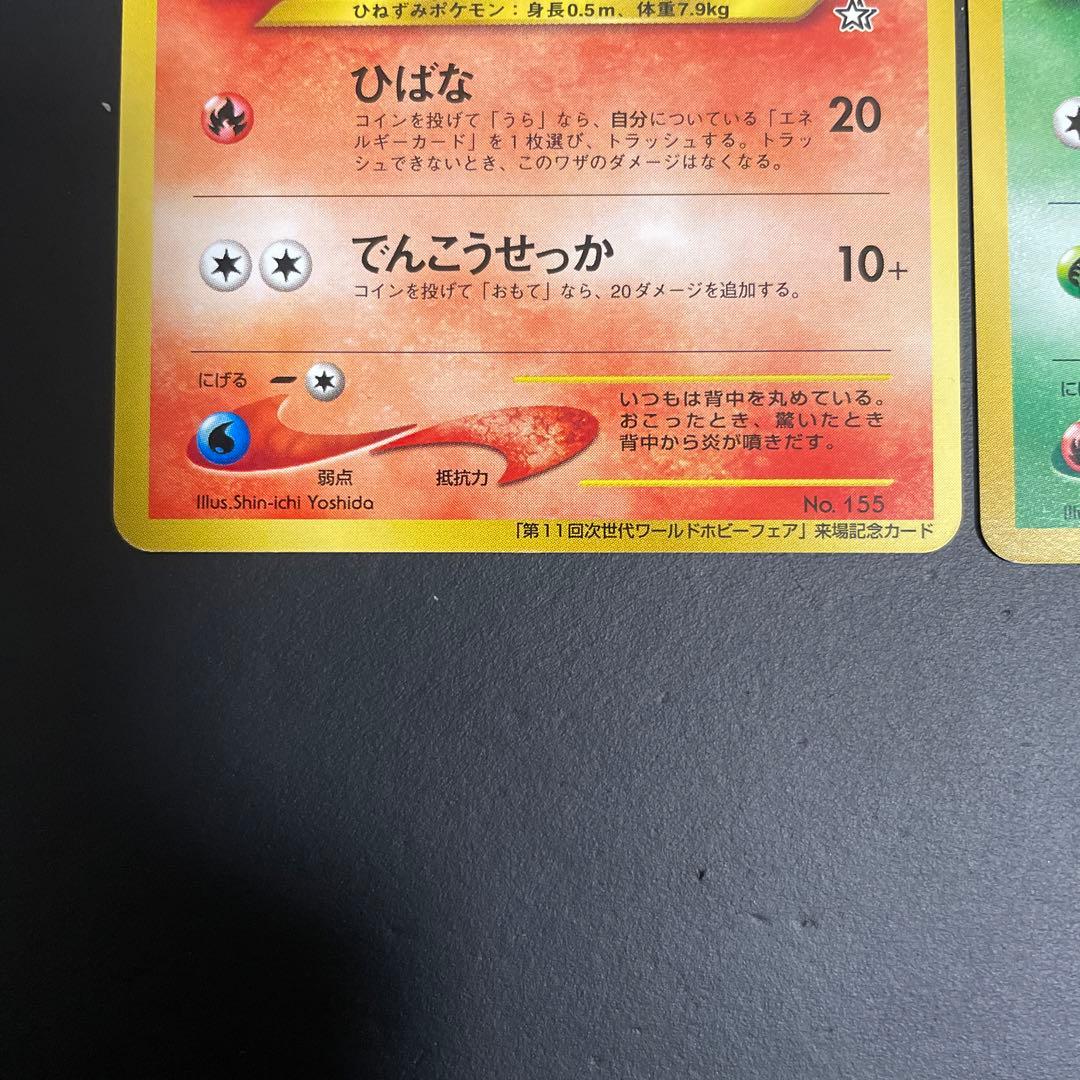 ひねずみポケモン：身長0.5m、体重7.9kg
ひばな
20
コインを投げて「うら」なら、自分についている「エネ
ルギーカード」を1枚選び、トラッシュする。トラッ
シュできないとき、このワザのダメージはなくなる。
でんこうせっか
10+
コインを投げて「おもて」なら、20ダメージを追加する。
にげる
いつもは背中を丸めている。
おこったとき、驚いたとき
背中から炎が噴きだす。
弱点
抵抗力
Illus.Shin-ichi Yoshida
No. 155
「第11回次世代ワールドホビーフェア」来場記念カード